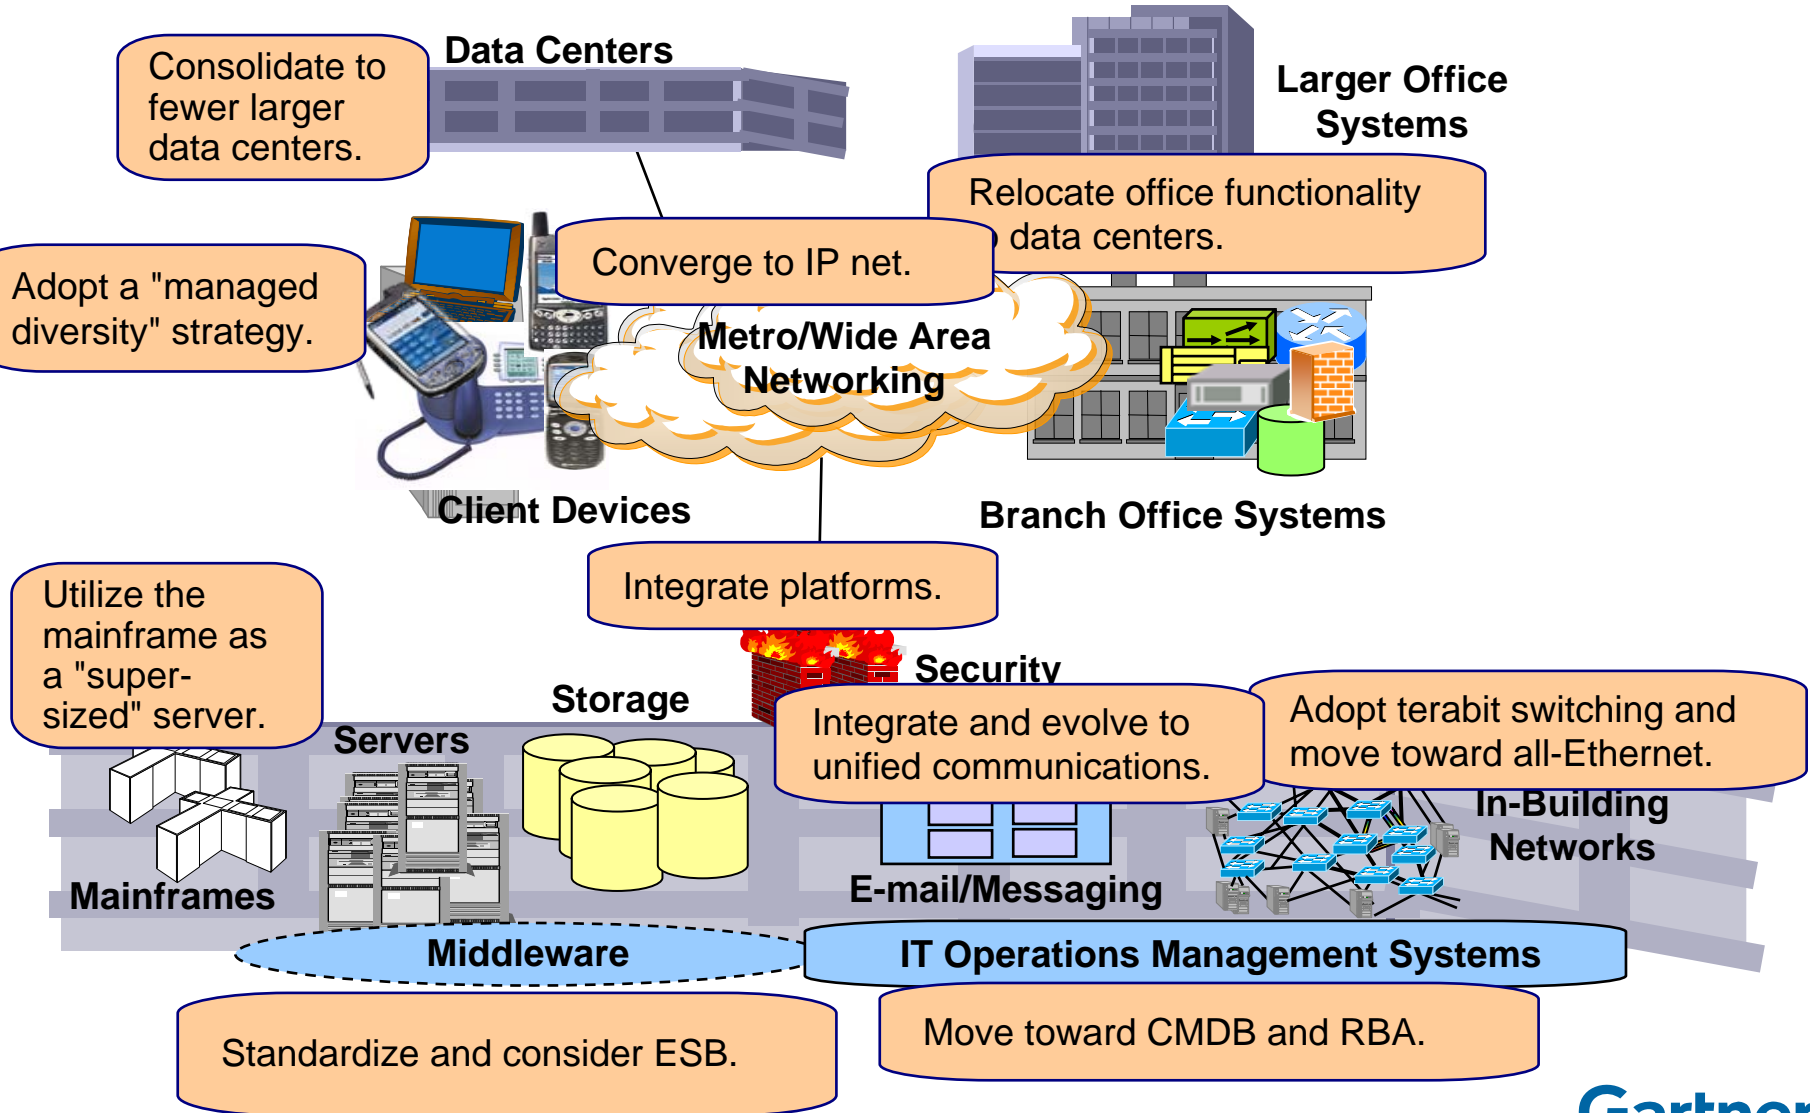 Data Centers
Consolidate to
fewer larger
data centers.
Larger Office
Systems
Relocate office functionality
data centers.
Converge to IP net.
Adopt a "managed
diversity" strategy.
Metro/Wide Area
Networking
Client Devices
Branch Office Systems
Integrate platforms.
Utilize the
mainframe as
a "super-
sized" server.
Security
Storage
Servers
Integrate and evolve to
unified communications.
Adopt terabit switching and
move toward all-Ethernet.
In-Building
Networks
Mainframes
E-mail/Messaging
Middleware
IT Operations Management Systems
Standardize and consider ESB.
Move toward CMDB and RBA.
Gartner